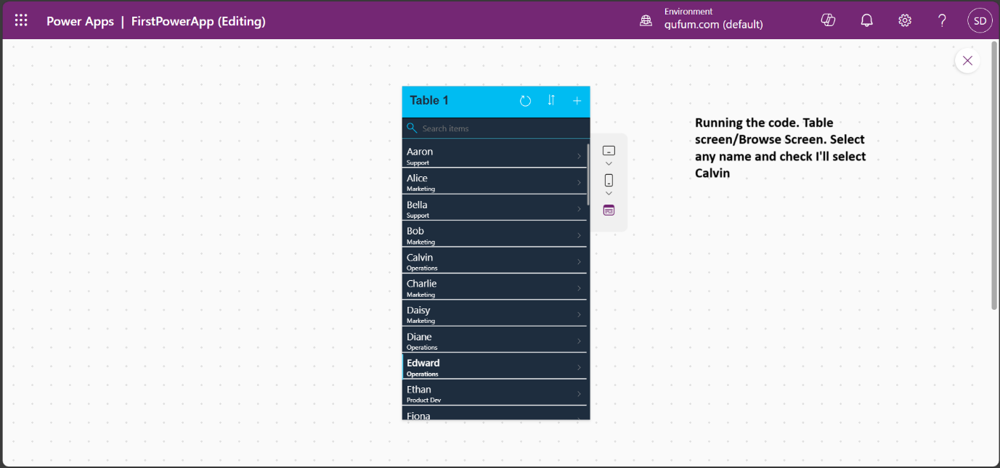 Power Apps | FirstPowerApp (Editing)
Environment
qufum.com (default)
SD
Table 1
Search items
Running the code. Table
screen/Browse Screen. Select
any name and check I'll select
Calvin
Aaron
Support
Alice
Marketing
Bella
Support
Bob
Marketing
Calvin
Operations
Charlie
Marketing
Daisy
Marketing
Diane
Operations
Edward
Operations
Ethan
Product Dev
Fiona